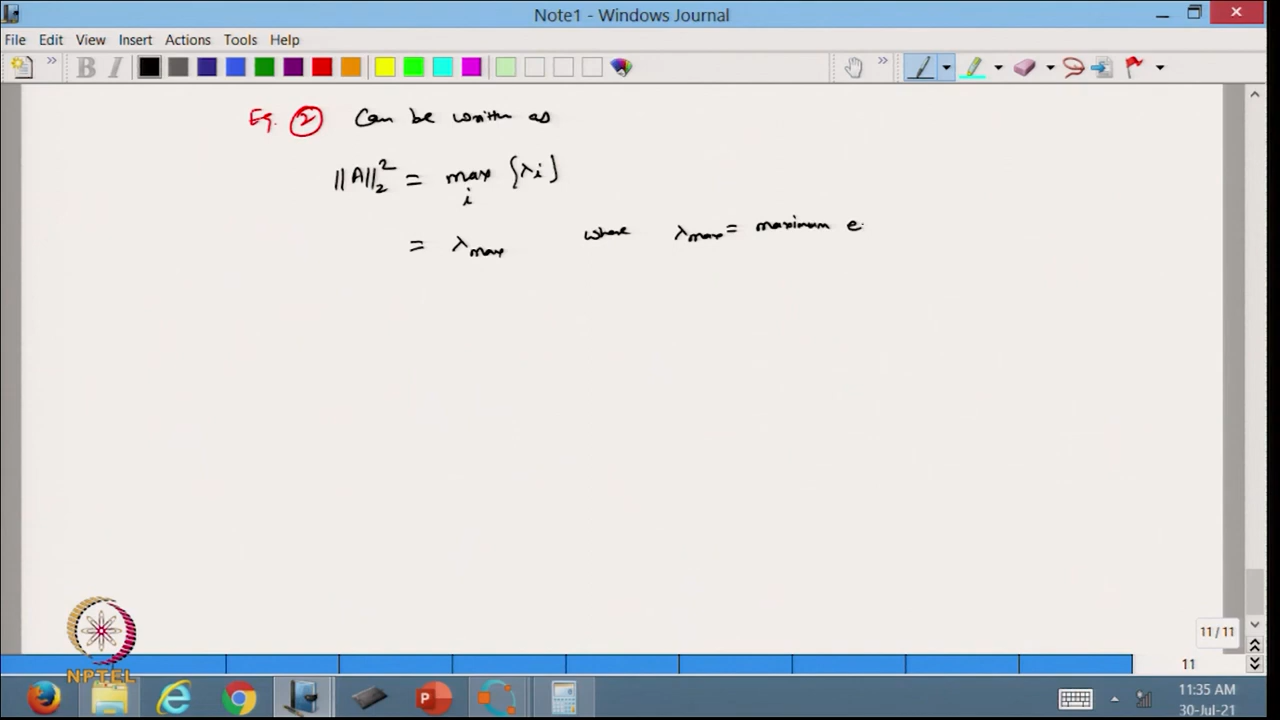 Note1 - Windows Journal
File Edit View Insert Actions Tools Help
B I
Eq. ② Can be written as
||A||₂² = max {λi}
i
= λmax where λmax = maximum e
11 / 11
NPTEL
11
11:35 AM
30-Jul-21